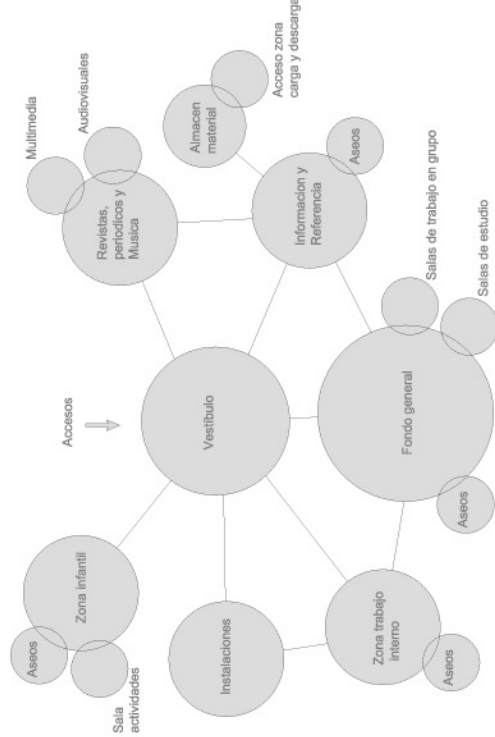 Multimedia
Aseos
Accesos
Audiovisuales
Zona infantil
Revistas,
periodicos y
Musica
Sala
actividades
Almacen
material
Vestíbulo
Instalaciones
Acceso zona
carga y descarga
Informacion y
Referencia
Aseos
Zona trabajo
interno
Fondo general
Salas de trabajo en grupo
Aseos
Aseos
Salas de estudio